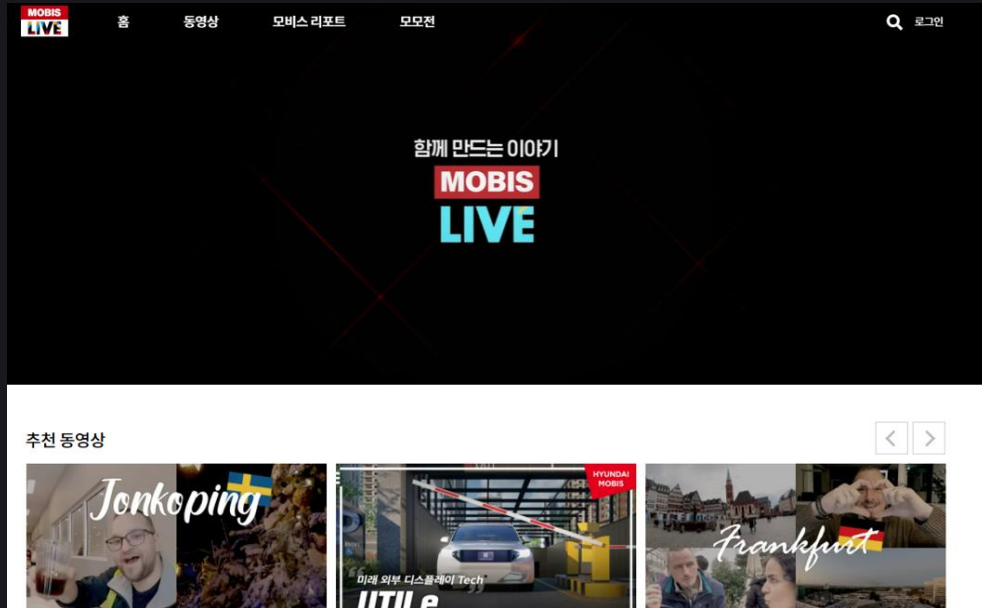 MOBIS
LIVE
홈 동영상 모비스 리포트 모모전 로그인
함께 만드는 이야기
MOBIS
LIVE
추천 동영상
Jonkoping
HYUNDAI
MOBIS
Frankfurt
미래 외부 디스플레이 Tech